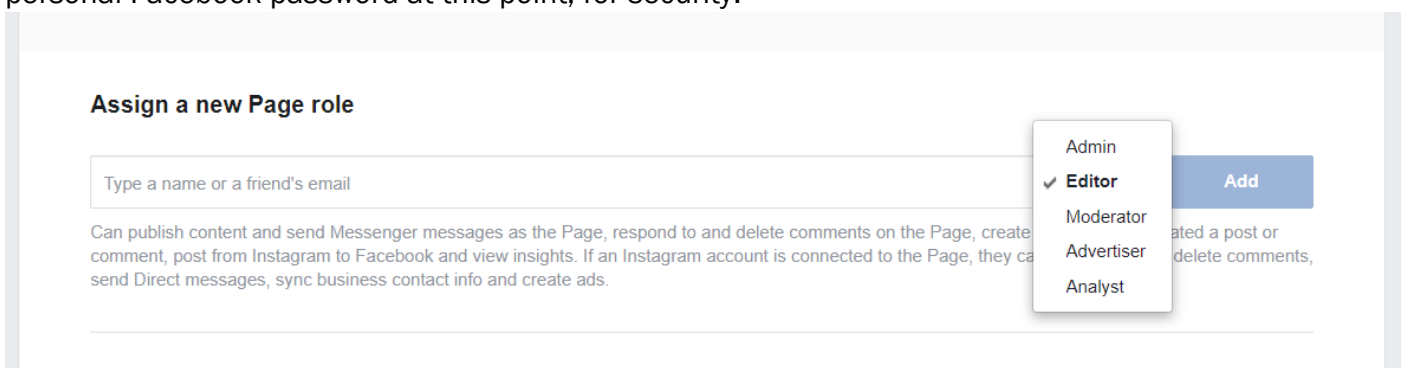 personal Facebook password at this point, for security.
Assign a new Page role
Type a name or a friend's email
Admin
Editor
Moderator
Advertiser
Analyst
Add
Can publish content and send Messenger messages as the Page, respond to and delete comments on the Page, create ated a post or
comment, post from Instagram to Facebook and view insights. If an Instagram account is connected to the Page, they ca delete comments,
send Direct messages, sync business contact info and create ads.